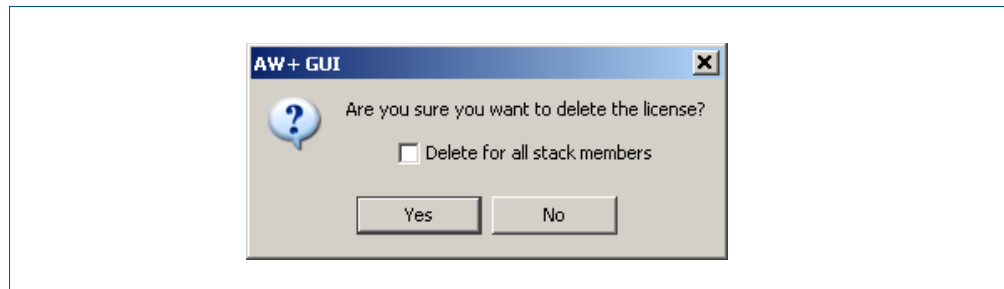 AW+ GUI
Are you sure you want to delete the license?
Delete for all stack members
Yes No